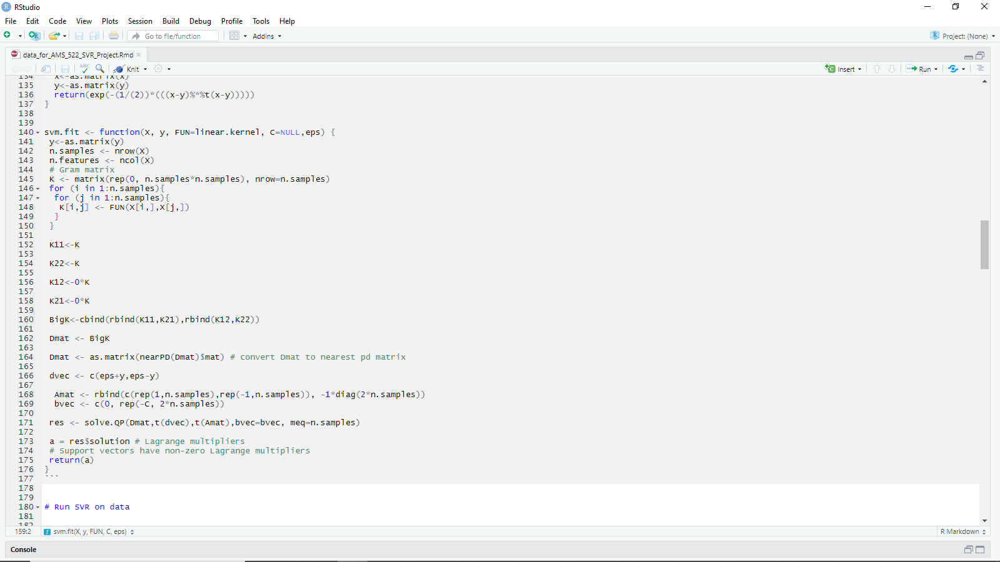 RStudio
File Edit Code View Plots Session Build Debug Profile Tools Help
Go to file/function Addins Project: (None)
data_for_AMS_522_SVR_Project.Rmd
ABC Knit Insert Run
134 x<-as.matrix(x)
135 y<-as.matrix(y)
136 return(exp(-(1/(2))*(((x-y)%*%t(x-y)))))
137 }
138
139
140 svm.fit <- function(X, y, FUN=linear.kernel, C=NULL,eps) {
141 y<-as.matrix(y)
142 n.samples <- nrow(X)
143 n.features <- ncol(X)
144 # Gram matrix
145 K <- matrix(rep(0, n.samples*n.samples), nrow=n.samples)
146 for (i in 1:n.samples){
147 for (j in 1:n.samples){
148 K[i,j] <- FUN(X[i,],X[j,])
149 }
150 }
151
152 K11<-K
153
154 K22<-K
155
156 K12<-0*K
157
158 K21<-0*K
159
160 BigK<-cbind(rbind(K11,K21),rbind(K12,K22))
161
162 Dmat <- BigK
163
164 Dmat <- as.matrix(nearPD(Dmat)$mat) # convert Dmat to nearest pd matrix
165
166 dvec <- c(eps+y,eps-y)
167
168 Amat <- rbind(c(rep(1,n.samples),rep(-1,n.samples)), -1*diag(2*n.samples))
169 bvec <- c(0, rep(-C, 2*n.samples))
170
171 res <- solve.QP(Dmat,t(dvec),t(Amat),bvec=bvec, meq=n.samples)
172
173 a = res$solution # Lagrange multipliers
174 # Support vectors have non-zero Lagrange multipliers
175 return(a)
176 }
177 ```
178
179
180 # Run SVR on data
181
182
159:2 svm.fit(X, y, FUN, C, eps) R Markdown
Console